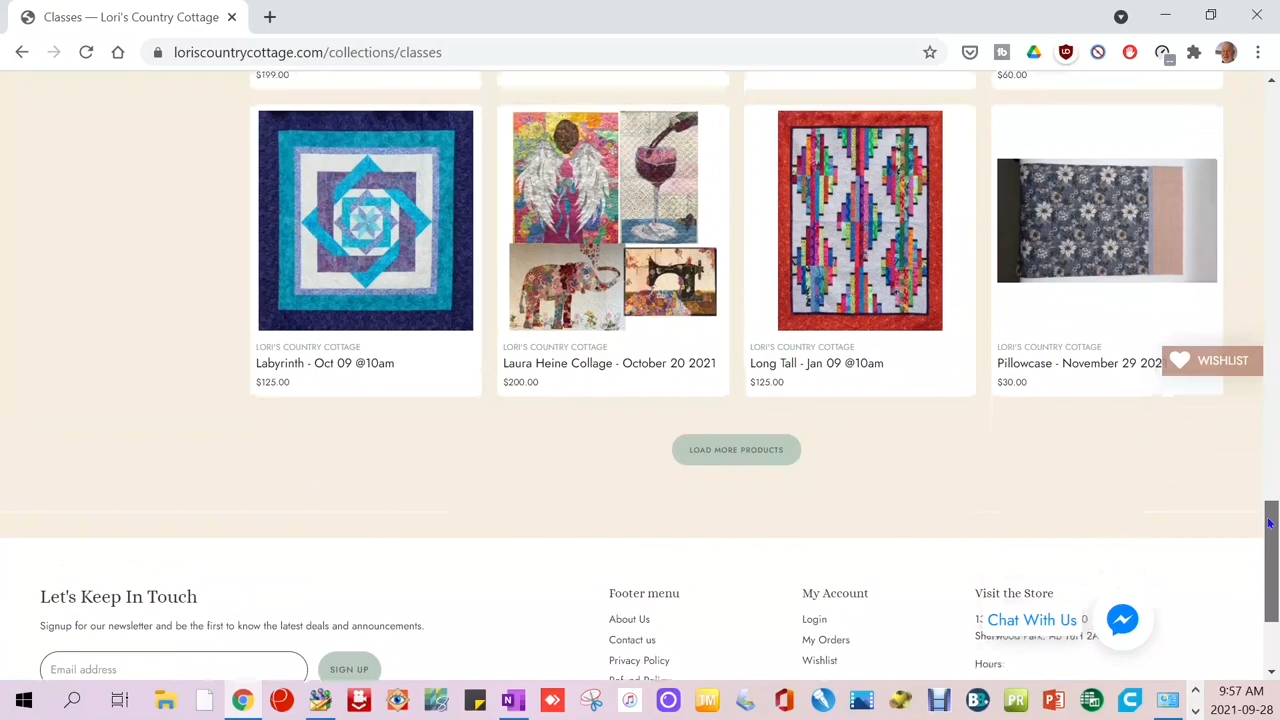 Classes — Lori's Country Cottage
loriscountrycottage.com/collections/classes
$199.00
$60.00
LORI'S COUNTRY COTTAGE
Labyrinth - Oct 09 @10am
$125.00
LORI'S COUNTRY COTTAGE
Laura Heine Collage - October 20 2021
$200.00
LORI'S COUNTRY COTTAGE
Long Tall - Jan 09 @10am
$125.00
LORI'S COUNTRY COTTAGE
Pillowcase - November 29 202
$30.00
WISHLIST
LOAD MORE PRODUCTS
Let's Keep In Touch
Signup for our newsletter and be the first to know the latest deals and announcements.
Email address
SIGN UP
Footer menu
About Us
Contact us
Privacy Policy
My Account
Login
My Orders
Wishlist
Visit the Store
Sherwood Park, AB
Hours:
Chat With Us
9:57 AM
2021-09-28